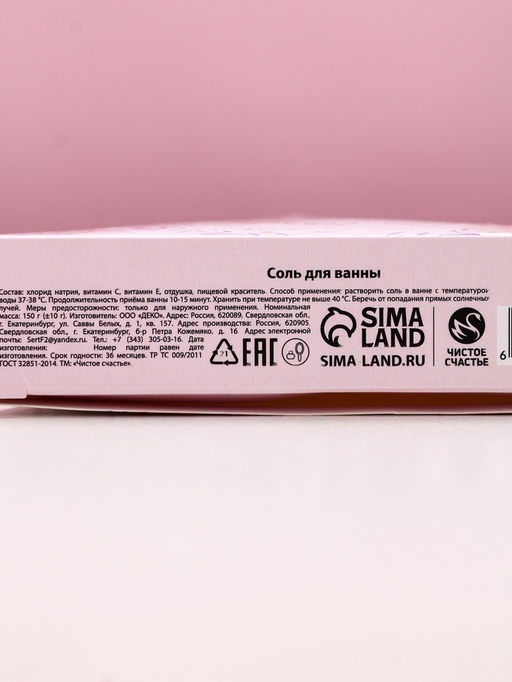 Соль для ванны
Состав: хлорид натрия, витамин С, витамин Е, отдушка, пищевой краситель. Способ применения: растворить соль в ванне с температурой
воды 37-38 °С. Продолжительность приёма ванны 10-15 минут. Хранить при температуре не выше 40 °С. Беречь от попадания прямых солнечных
лучей. Меры предосторожности: только для наружного применения. Номинальная
масса: 150 г (±10 г). Изготовитель: ООО «ДЕКО». Адрес: Россия, 620089. Свердловская обл.,
г. Екатеринбург, ул. Саввы Белых, д. 1, кв. 157. Адрес производства: Россия, 620905.
Свердловская обл., г. Екатеринбург, б-р Петра Кожемяко, д. 16 Адрес электронной
почты: SertF2@yandex.ru. Тел.: +7 (343) 305-03-16. Дата
изготовления: Номер партии равен дате
изготовления. Срок годности: 36 месяцев. ТР ТС 009/2011
ГОСТ 32851-2014. ТМ: «Чистое счастье».
21
EAC
SIMA
LAND
SIMA-LAND.RU
ЧИСТОЕ
СЧАСТЬЕ
6